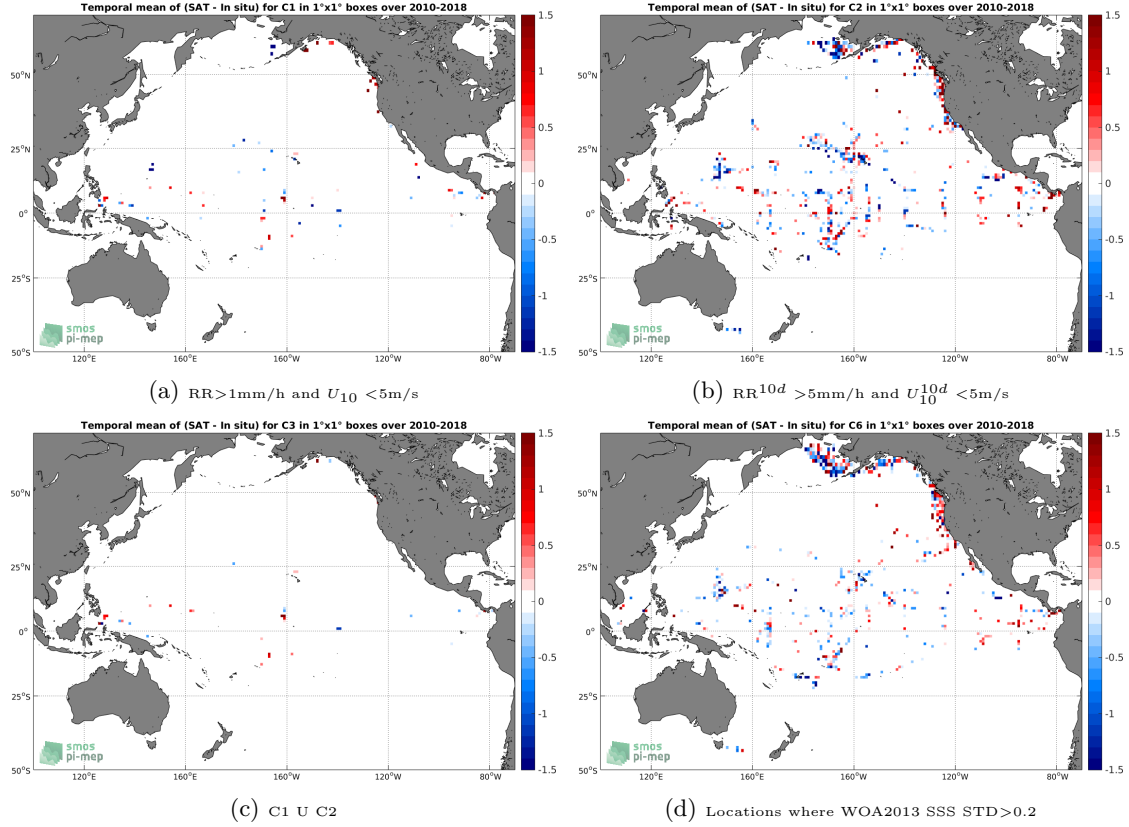 Temporal mean of (SAT - In situ) for C1 in 1°x1° boxes over 2010-2018
50°N
25°N
0°
25°S
50°S
120°E
160°E
160°W
120°W
80°W
1.5
1
0.5
0
-0.5
-1
-1.5
smos
pi-mep
(a) RR>1mm/h and U10 <5m/s
Temporal mean of (SAT - In situ) for C2 in 1°x1° boxes over 2010-2018
50°N
25°N
0°
25°S
50°S
120°E
160°E
160°W
120°W
80°W
1.5
1
0.5
0
-0.5
-1
-1.5
smos
pi-mep
(b) RR^10d >5mm/h and U10^10d <5m/s
Temporal mean of (SAT - In situ) for C3 in 1°x1° boxes over 2010-2018
50°N
25°N
0°
25°S
50°S
120°E
160°E
160°W
120°W
80°W
1.5
1
0.5
0
-0.5
-1
-1.5
smos
pi-mep
(c) C1 U C2
Temporal mean of (SAT - In situ) for C6 in 1°x1° boxes over 2010-2018
50°N
25°N
0°
25°S
50°S
120°E
160°E
160°W
120°W
80°W
1.5
1
0.5
0
-0.5
-1
-1.5
smos
pi-mep
(d) Locations where WOA2013 SSS STD>0.2